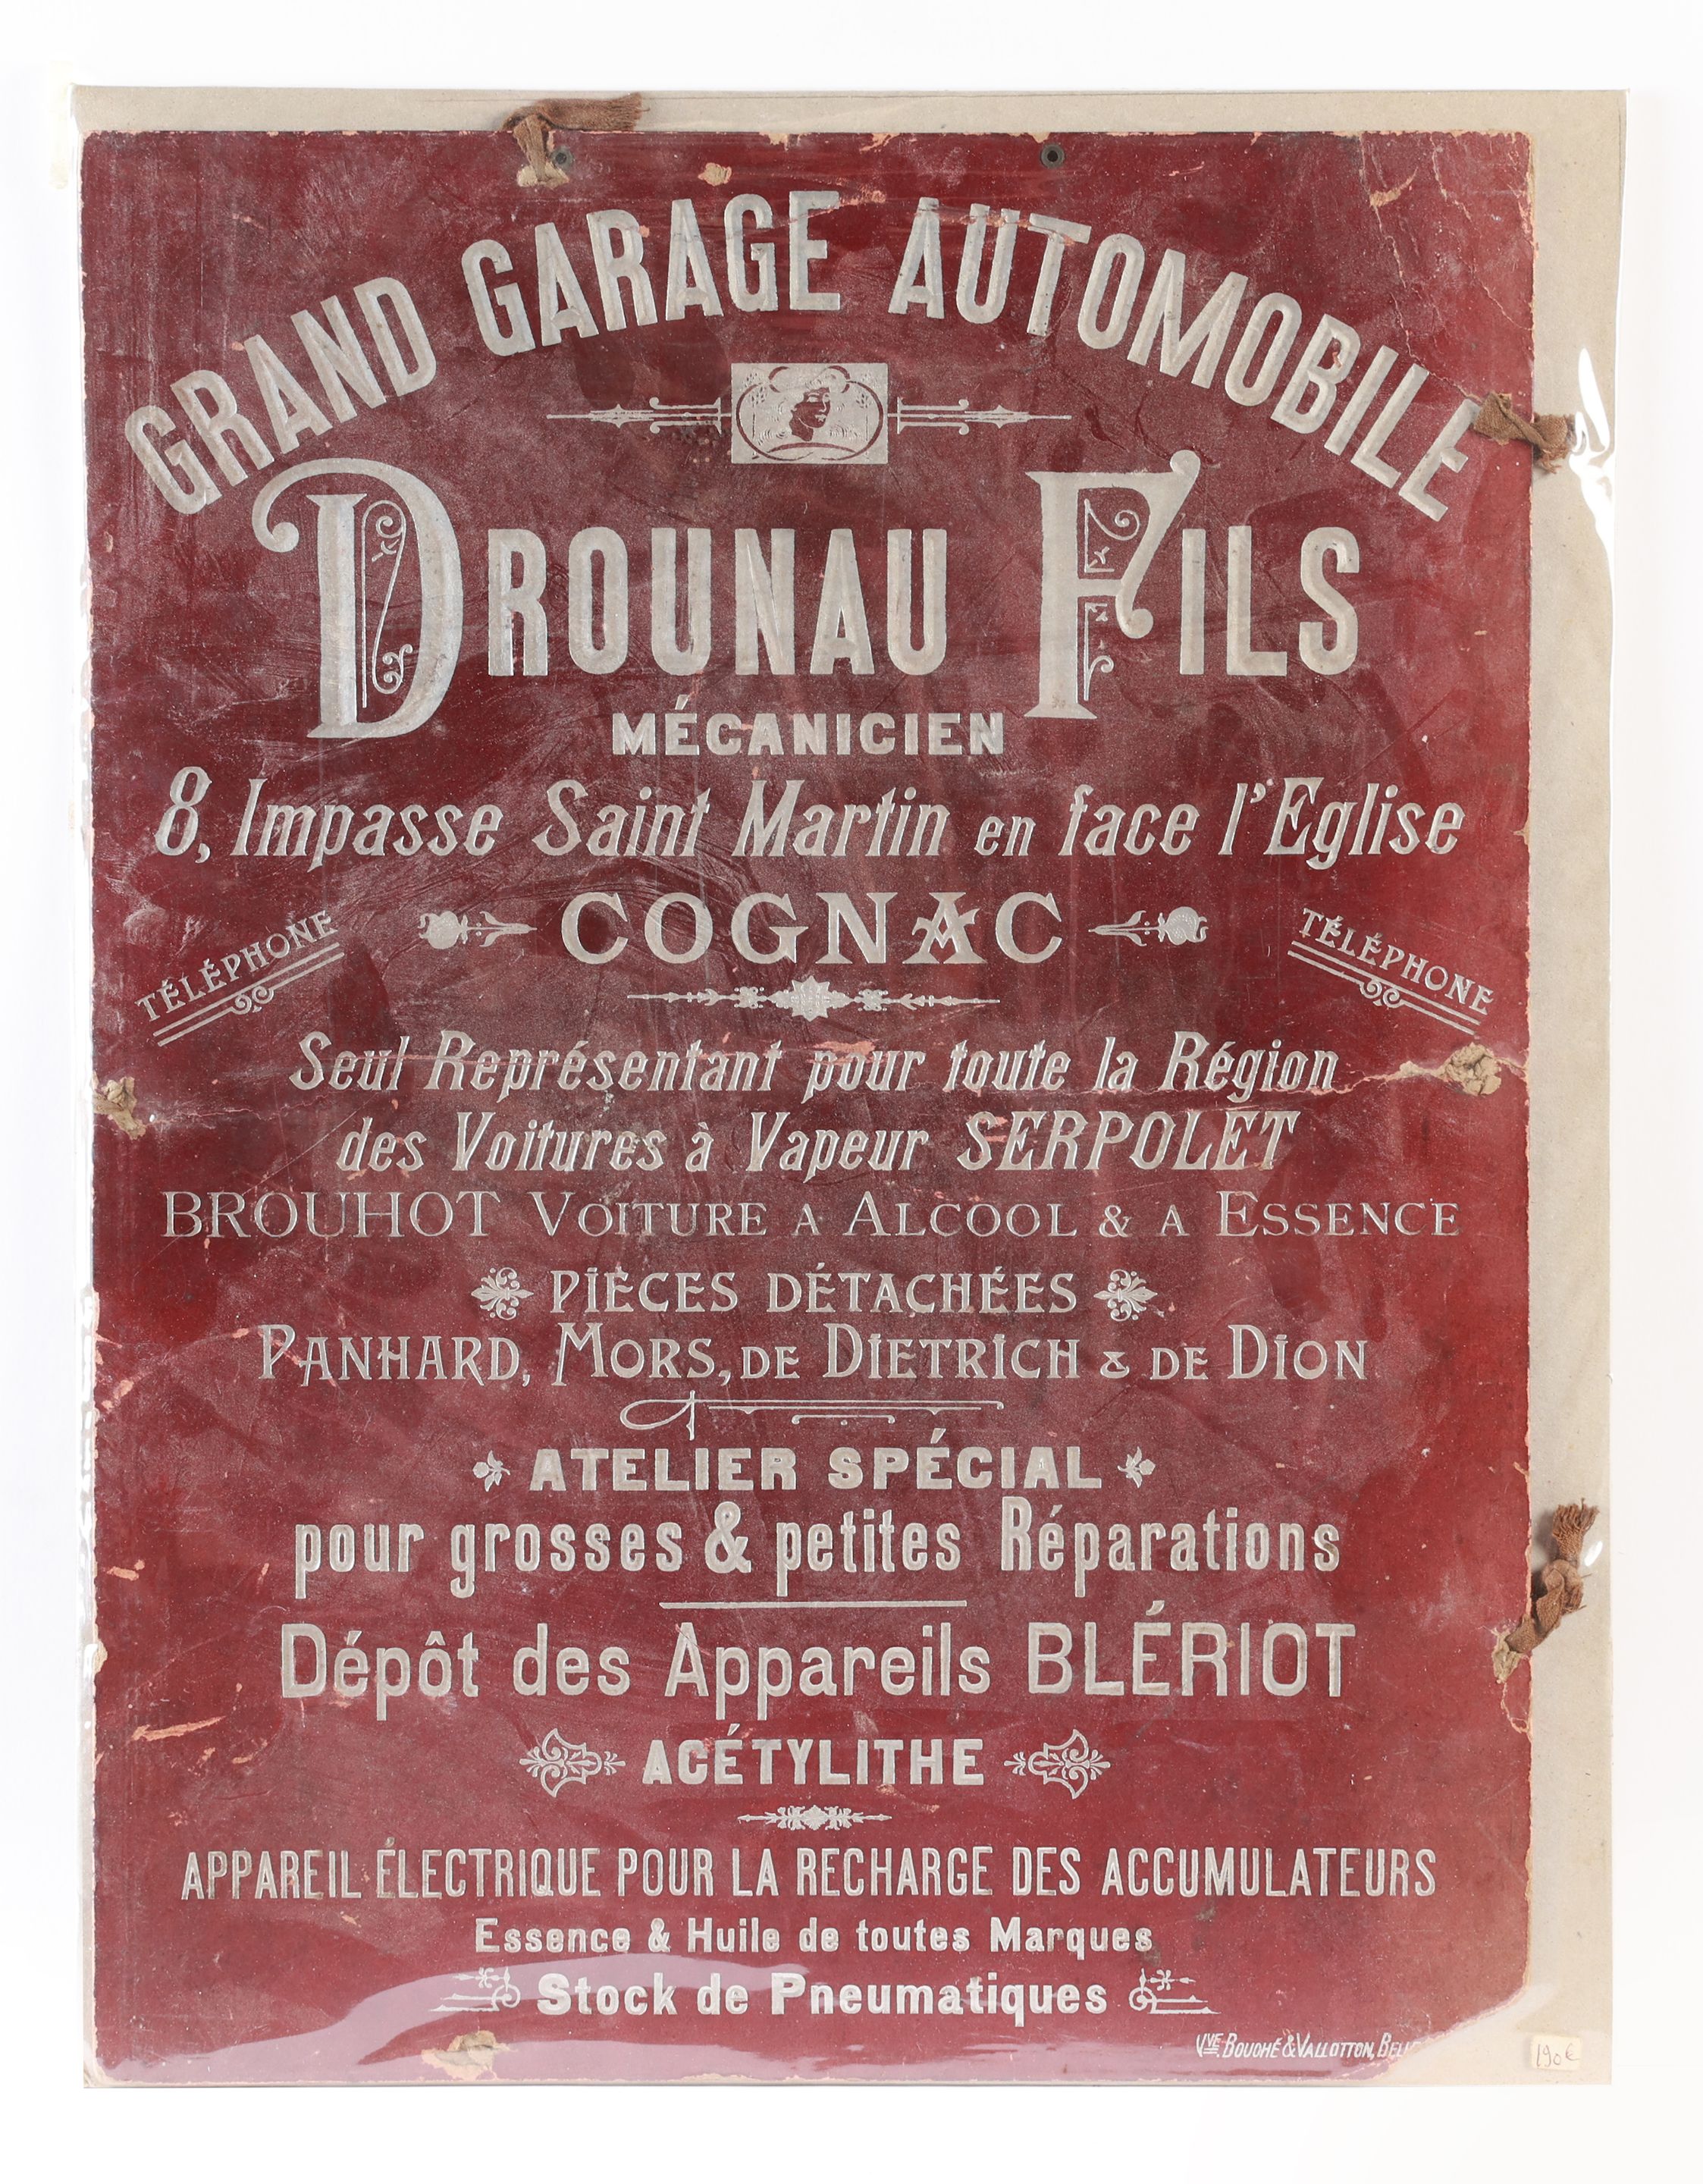 GRAND GARAGE AUTOMOBILE
DROUNAU FILS
MÉCANICIEN
8, Impasse Saint Martin en face l'Eglise
COGNAC
TÉLÉPHONE
TÉLÉPHONE
Seul Représentant pour toute la Région
des Voitures à Vapeur SERPOLET
BROUHOT VOITURE A ALCOOL & A ESSENCE
PIÈCES DÉTACHÉES
PANHARD, MORS, DE DIETRICH & DE DION
ATELIER SPÉCIAL
pour grosses & petites Réparations
Dépôt des Appareils BLÉRIOT
ACÉTYLITHE
APPAREIL ÉLECTRIQUE POUR LA RECHARGE DES ACCUMULATEURS
Essence & Huile de toutes Marques
Stock de Pneumatiques
VVE BOUOHÉ & VALLOTTON,
190€